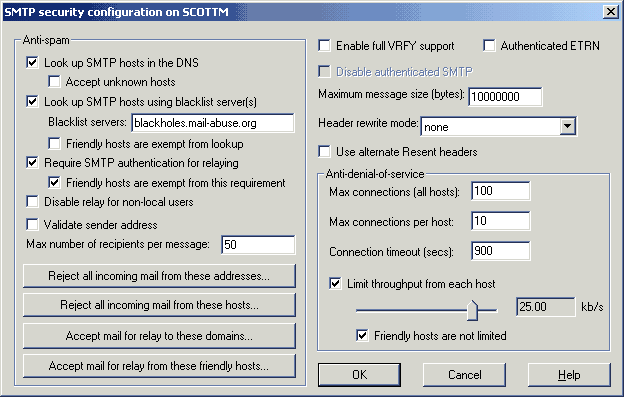 SMTP security configuration on SCOTTM
Anti-spam
Look up SMTP hosts in the DNS
Accept unknown hosts
Look up SMTP hosts using blacklist server(s)
Blacklist servers: blackholes.mail-abuse.org
Friendly hosts are exempt from lookup
Require SMTP authentication for relaying
Friendly hosts are exempt from this requirement
Disable relay for non-local users
Validate sender address
Max number of recipients per message: 50
Reject all incoming mail from these addresses...
Reject all incoming mail from these hosts...
Accept mail for relay to these domains...
Accept mail for relay from these friendly hosts...
Enable full VRFY support
Authenticated ETRN
Disable authenticated SMTP
Maximum message size (bytes): 10000000
Header rewrite mode: none
Use alternate Resent headers
Anti-denial-of-service
Max connections (all hosts): 100
Max connections per host: 10
Connection timeout (secs): 900
Limit throughput from each host
25.00 kb/s
Friendly hosts are not limited
OK
Cancel
Help